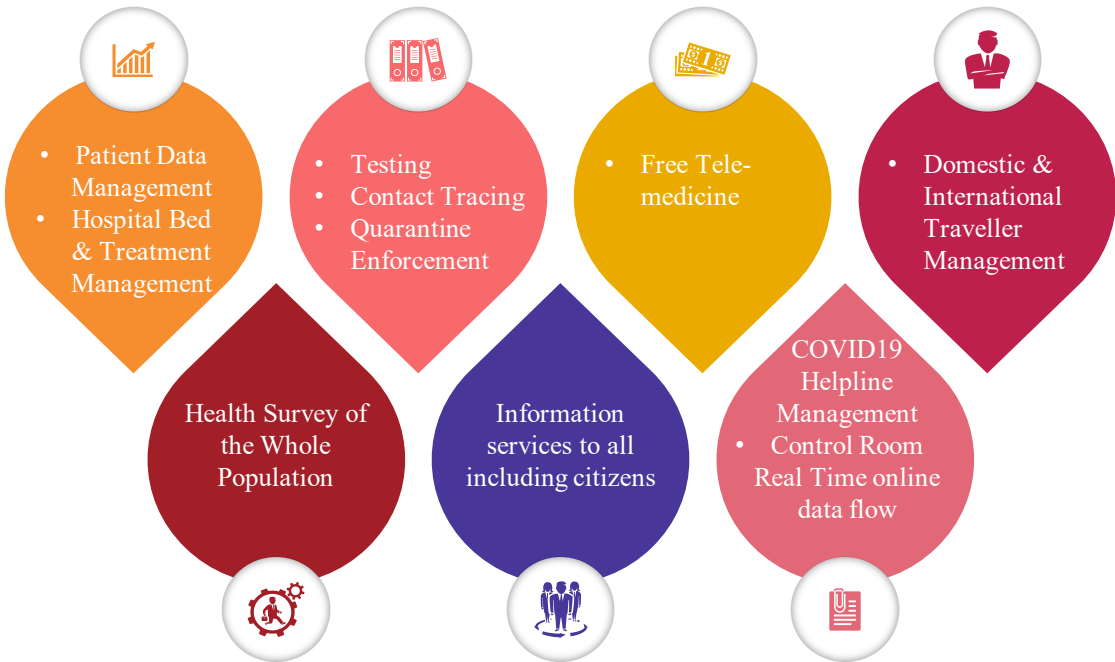 • Patient Data
Management
• Hospital Bed
& Treatment
Management
• Testing
• Contact Tracing
• Quarantine
Enforcement
• Free Tele-
medicine
• Domestic &
International
Traveller
Management
Health Survey of
the Whole
Population
Information
services to all
including citizens
COVID19
Helpline
Management
• Control Room
Real Time online
data flow
1